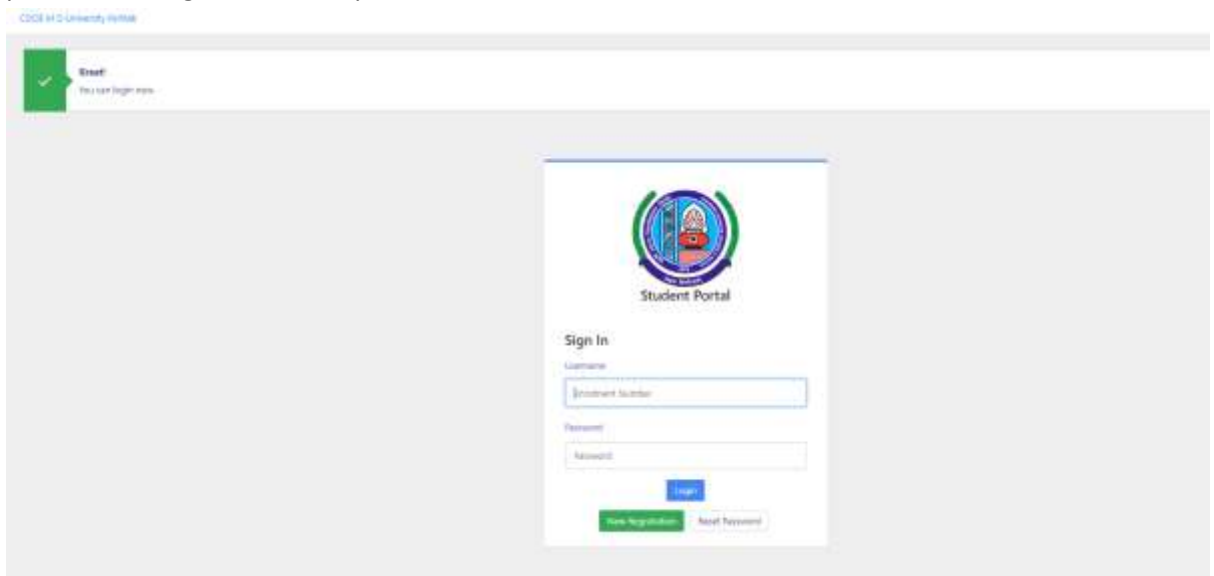 CDOE M D University Rohtak
Great!
You can login now.
Student Portal
Sign In
Username
Enrolment Number
Password
Password
Login
New Registration
Reset Password